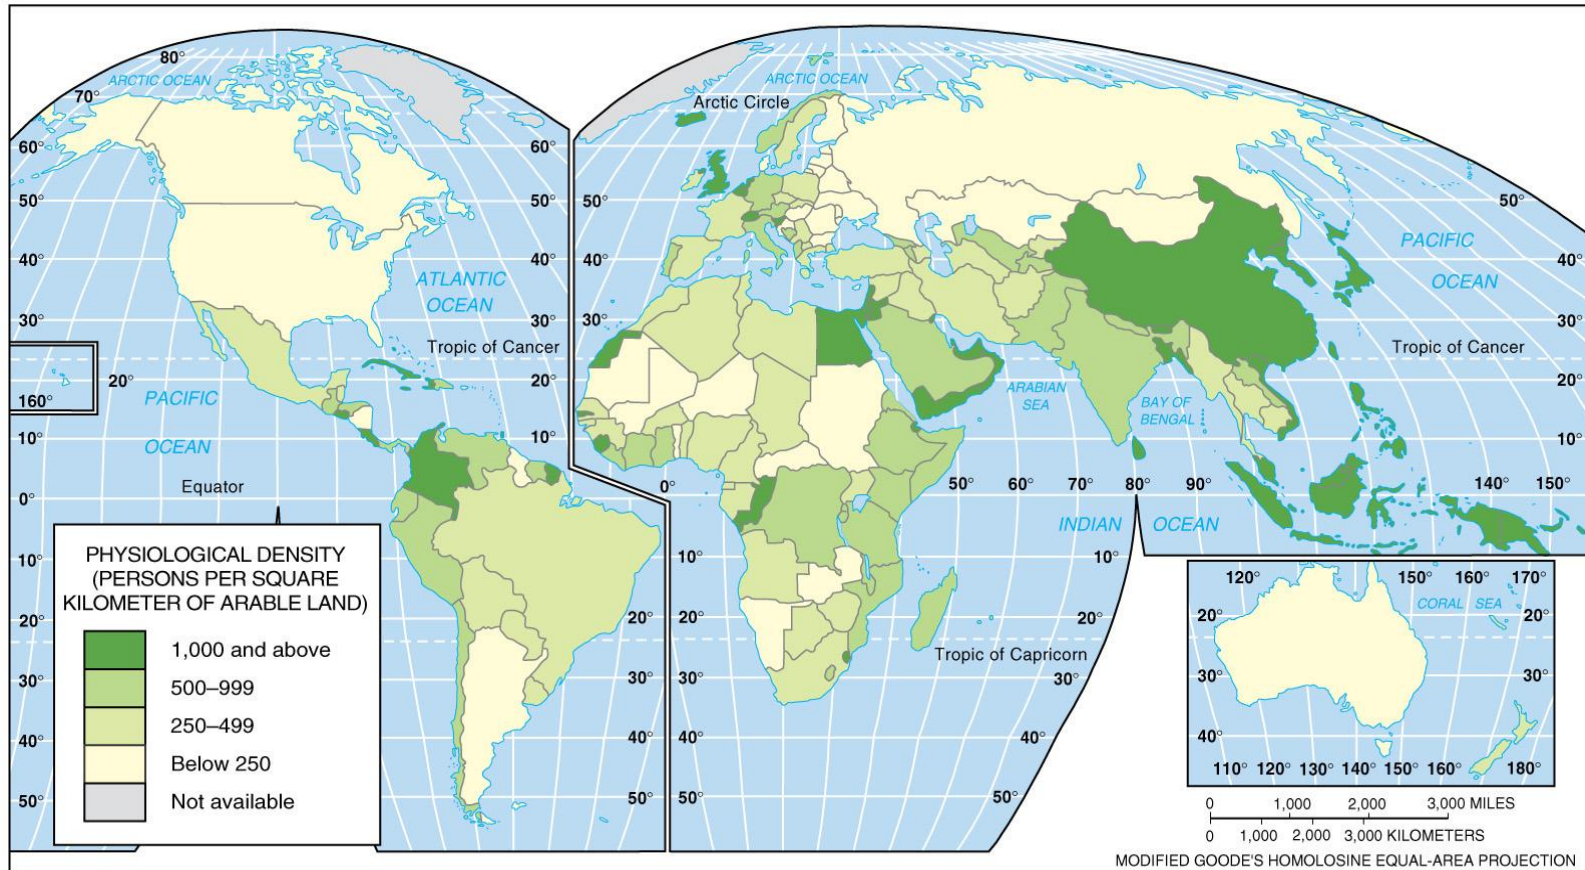 80°
ARCTIC OCEAN
ARCTIC OCEAN
70°
Arctic Circle
60°
60°
60°
50°
50°
50°
50°
PACIFIC
OCEAN
40°
40°
40°
40°
ATLANTIC
OCEAN
30°
30°
30°
30°
Tropic of Cancer
Tropic of Cancer
20°
20°
20°
20°
160°
PACIFIC
OCEAN
ARABIAN
SEA
BAY OF
BENGAL
10°
10°
10°
10°
Equator
0°
0°
50°
60°
70°
80°
90°
140°
150°
INDIAN
OCEAN
10°
10°
10°
10°
20°
20°
20°
20°
Tropic of Capricorn
30°
30°
30°
30°
40°
40°
40°
40°
50°
50°
50°
50°
PHYSIOLOGICAL DENSITY
(PERSONS PER SQUARE
KILOMETER OF ARABLE LAND)
1,000 and above
500–999
250–499
Below 250
Not available
120°
150°
160°
170°
CORAL SEA
20°
20°
30°
30°
40°
40°
110°
120°
130°
140°
150°
160°
180°
0 1,000 2,000 3,000 MILES
0 1,000 2,000 3,000 KILOMETERS
MODIFIED GOODE'S HOMOLOSINE EQUAL-AREA PROJECTION